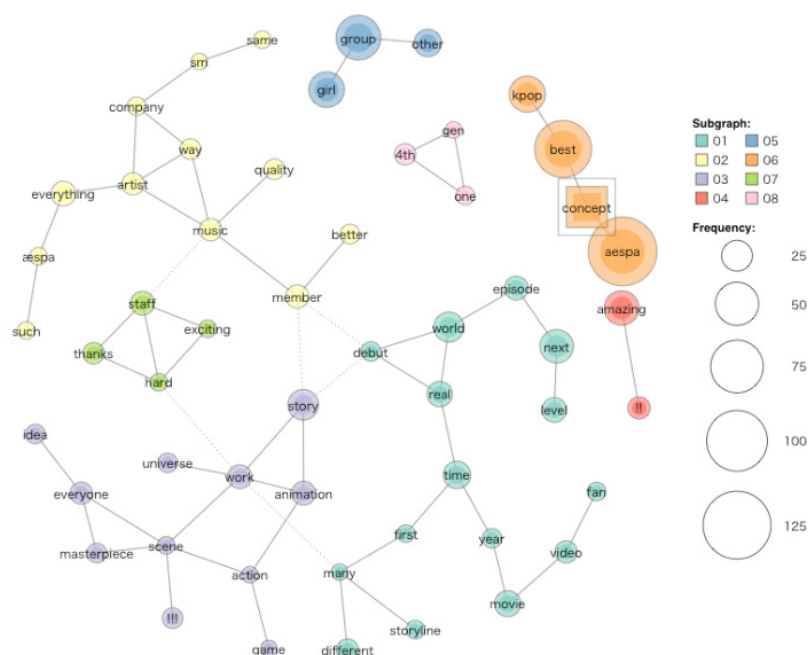 same
group
other
sm
girl
kpop
company
gen
Subgraph:
01 05
02 06
03 07
04 08
way
4th
best
quality
artist
everything
one
concept
music
better
Frequency:
æspa
aespa
25
member
episode
50
staff
amazing
such
exciting
world
thanks
debut
next
75
hard
real
story
level
!!
idea
100
universe
work
time
animation
everyone
fan
125
first
year
masterpiece
scene
video
many
action
movie
!!!
storyline
game
different